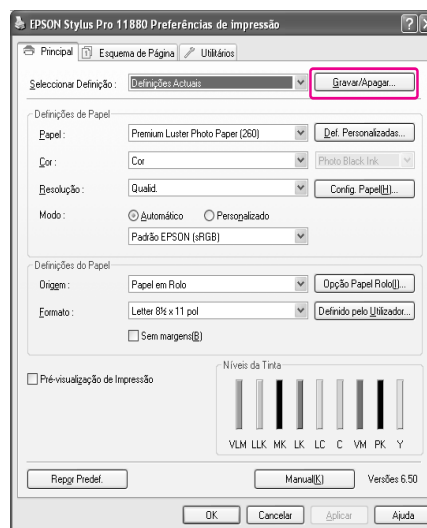 EPSON Stylus Pro 11880 Preferências de impressão
Principal Esquema de Página Utilitários
Seleccionar Definição : Definições Actuais Gravar/Apagar...
Definições de Papel
Papel : Premium Luster Photo Paper (260) Def. Personalizadas...
Cor : Cor Photo Black Ink
Resolução : Qualid. Config. Papel(H)...
Modo : Automático Personalizado
Padrão EPSON (sRGB)
Definições do Papel
Origem : Papel em Rolo Opção Papel Rolo(I)...
Formato : Letter 8½ x 11 pol Definido pelo Utilizador...
Sem margens(B)
Pré-visualização de Impressão
Níveis da Tinta
VLM LLK MK LK LC C VM PK Y
Repor Predef. Manual(K) Versões 6.50
OK Cancelar Aplicar Ajuda